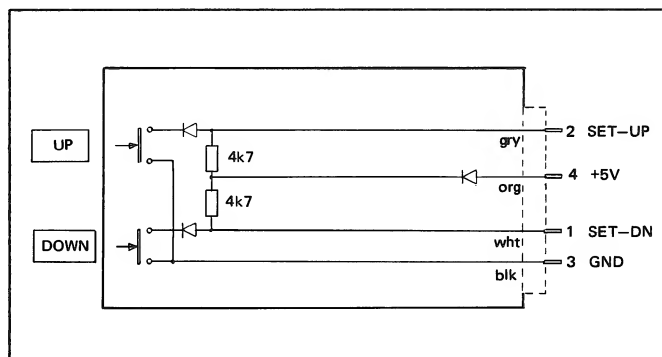 UP
DOWN
4k7
4k7
gry
org
wht
blk
2 SET-UP
4 +5V
1 SET-DN
3 GND